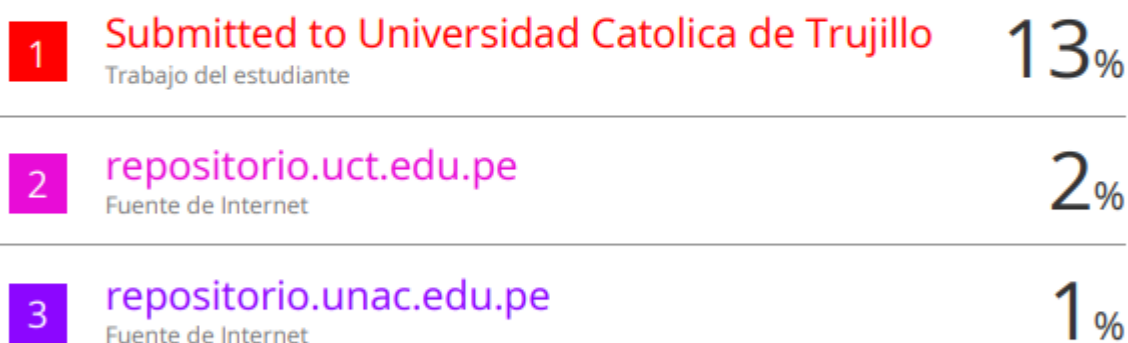 1 Submitted to Universidad Catolica de Trujillo 13%
Trabajo del estudiante
2 repositorio.uct.edu.pe 2%
Fuente de Internet
3 repositorio.unac.edu.pe 1%
Fuente de Internet